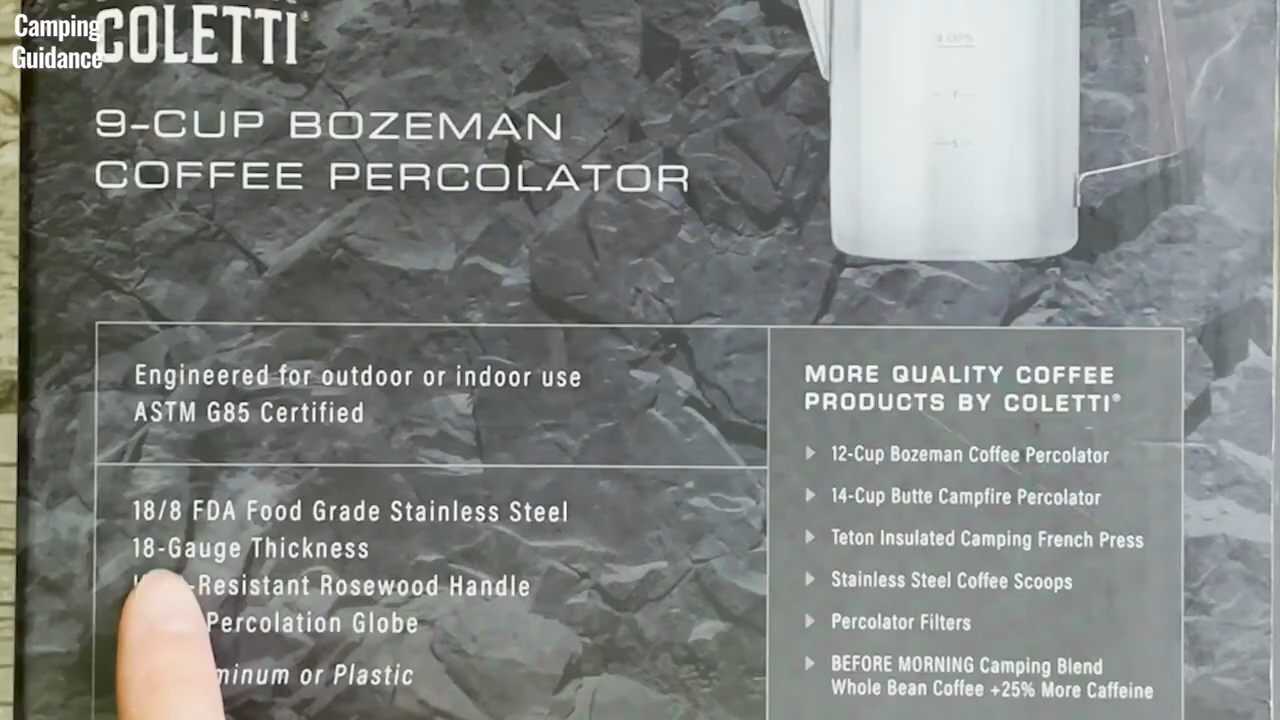 Camping
Guidance
COLETTI®
9-CUP BOZEMAN
COFFEE PERCOLATOR
Engineered for outdoor or indoor use
ASTM G85 Certified
18/8 FDA Food Grade Stainless Steel
18-Gauge Thickness
-Resistant Rosewood Handle
Percolation Globe
minum or Plastic
MORE QUALITY COFFEE
PRODUCTS BY COLETTI®
12-Cup Bozeman Coffee Percolator
14-Cup Butte Campfire Percolator
Teton Insulated Camping French Press
Stainless Steel Coffee Scoops
Percolator Filters
BEFORE MORNING Camping Blend
Whole Bean Coffee +25% More Caffeine